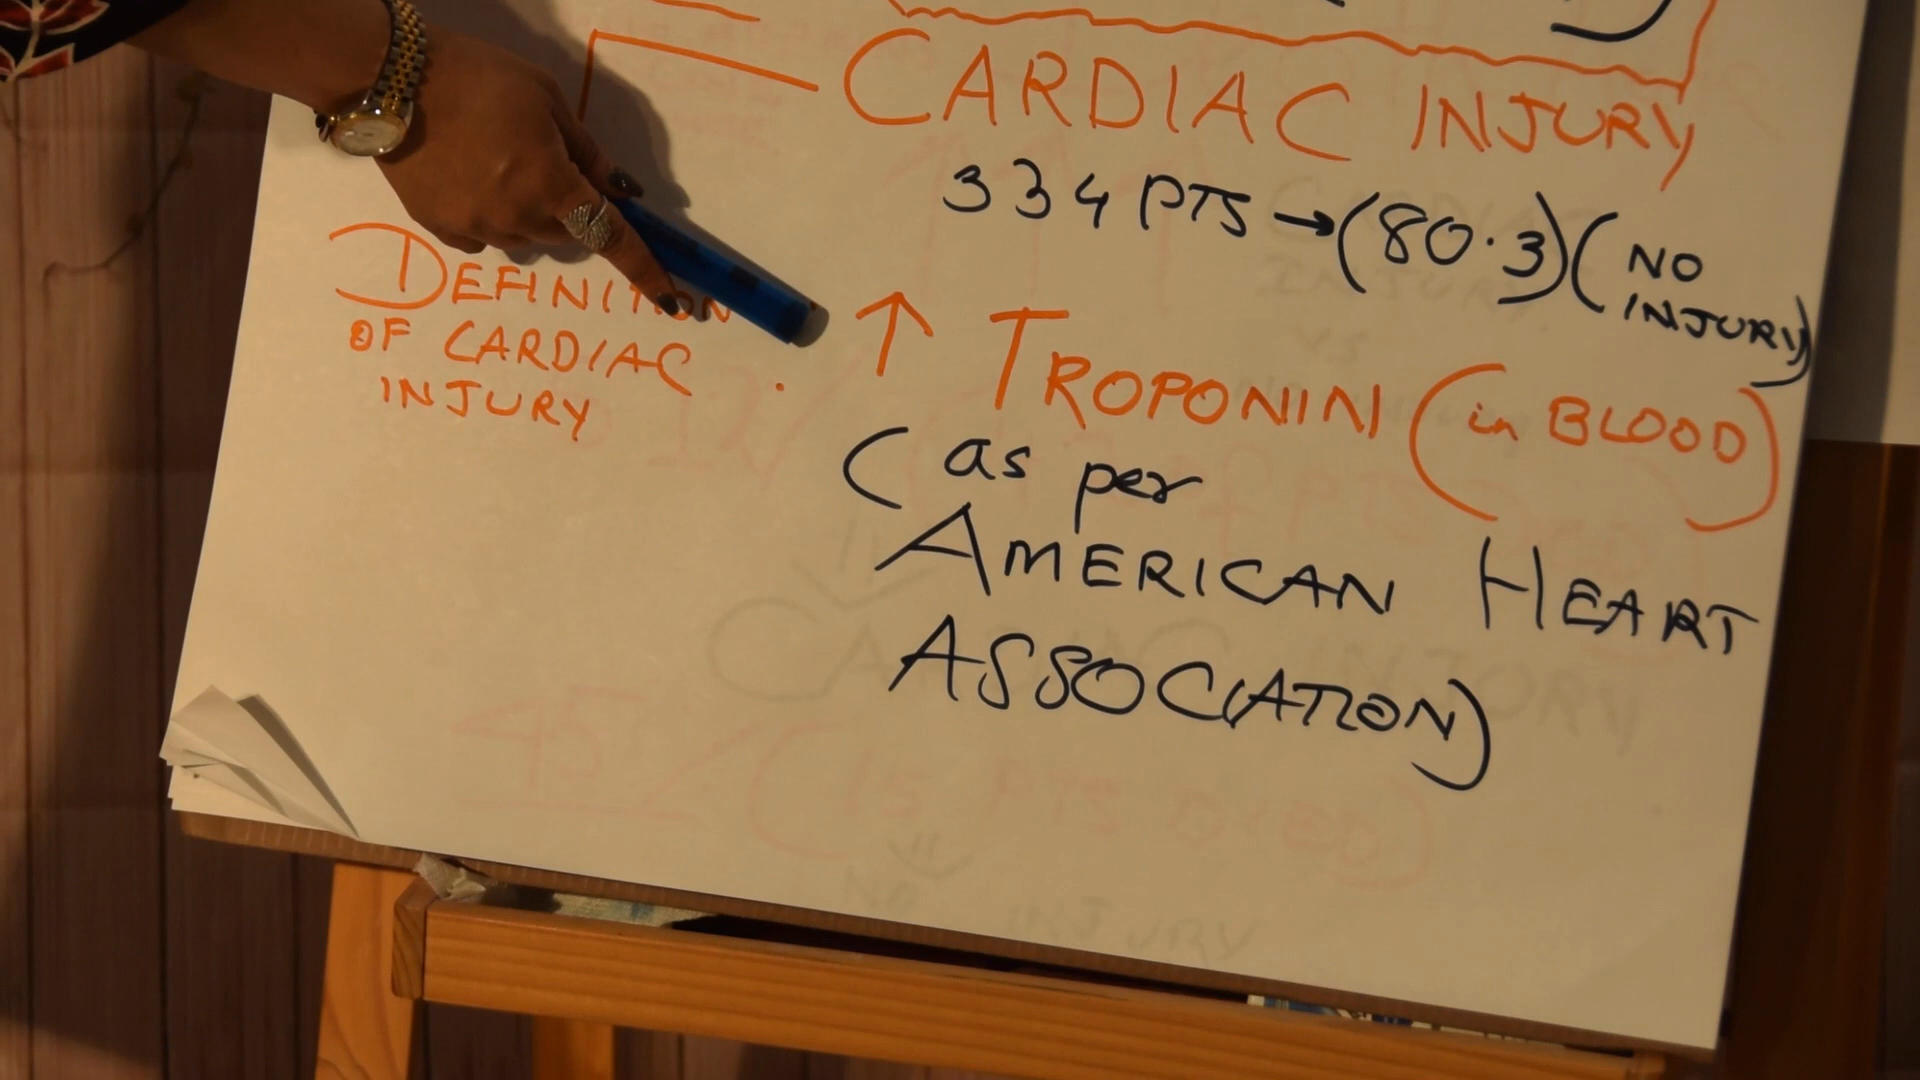 CARDIAC INJURY
334 PTS → (80.3) (NO INJURY)
DEFINITION
OF CARDIAC
INJURY
↑ TROPONIN (in BLOOD)
(as per
AMERICAN HEART
ASSOCIATION)